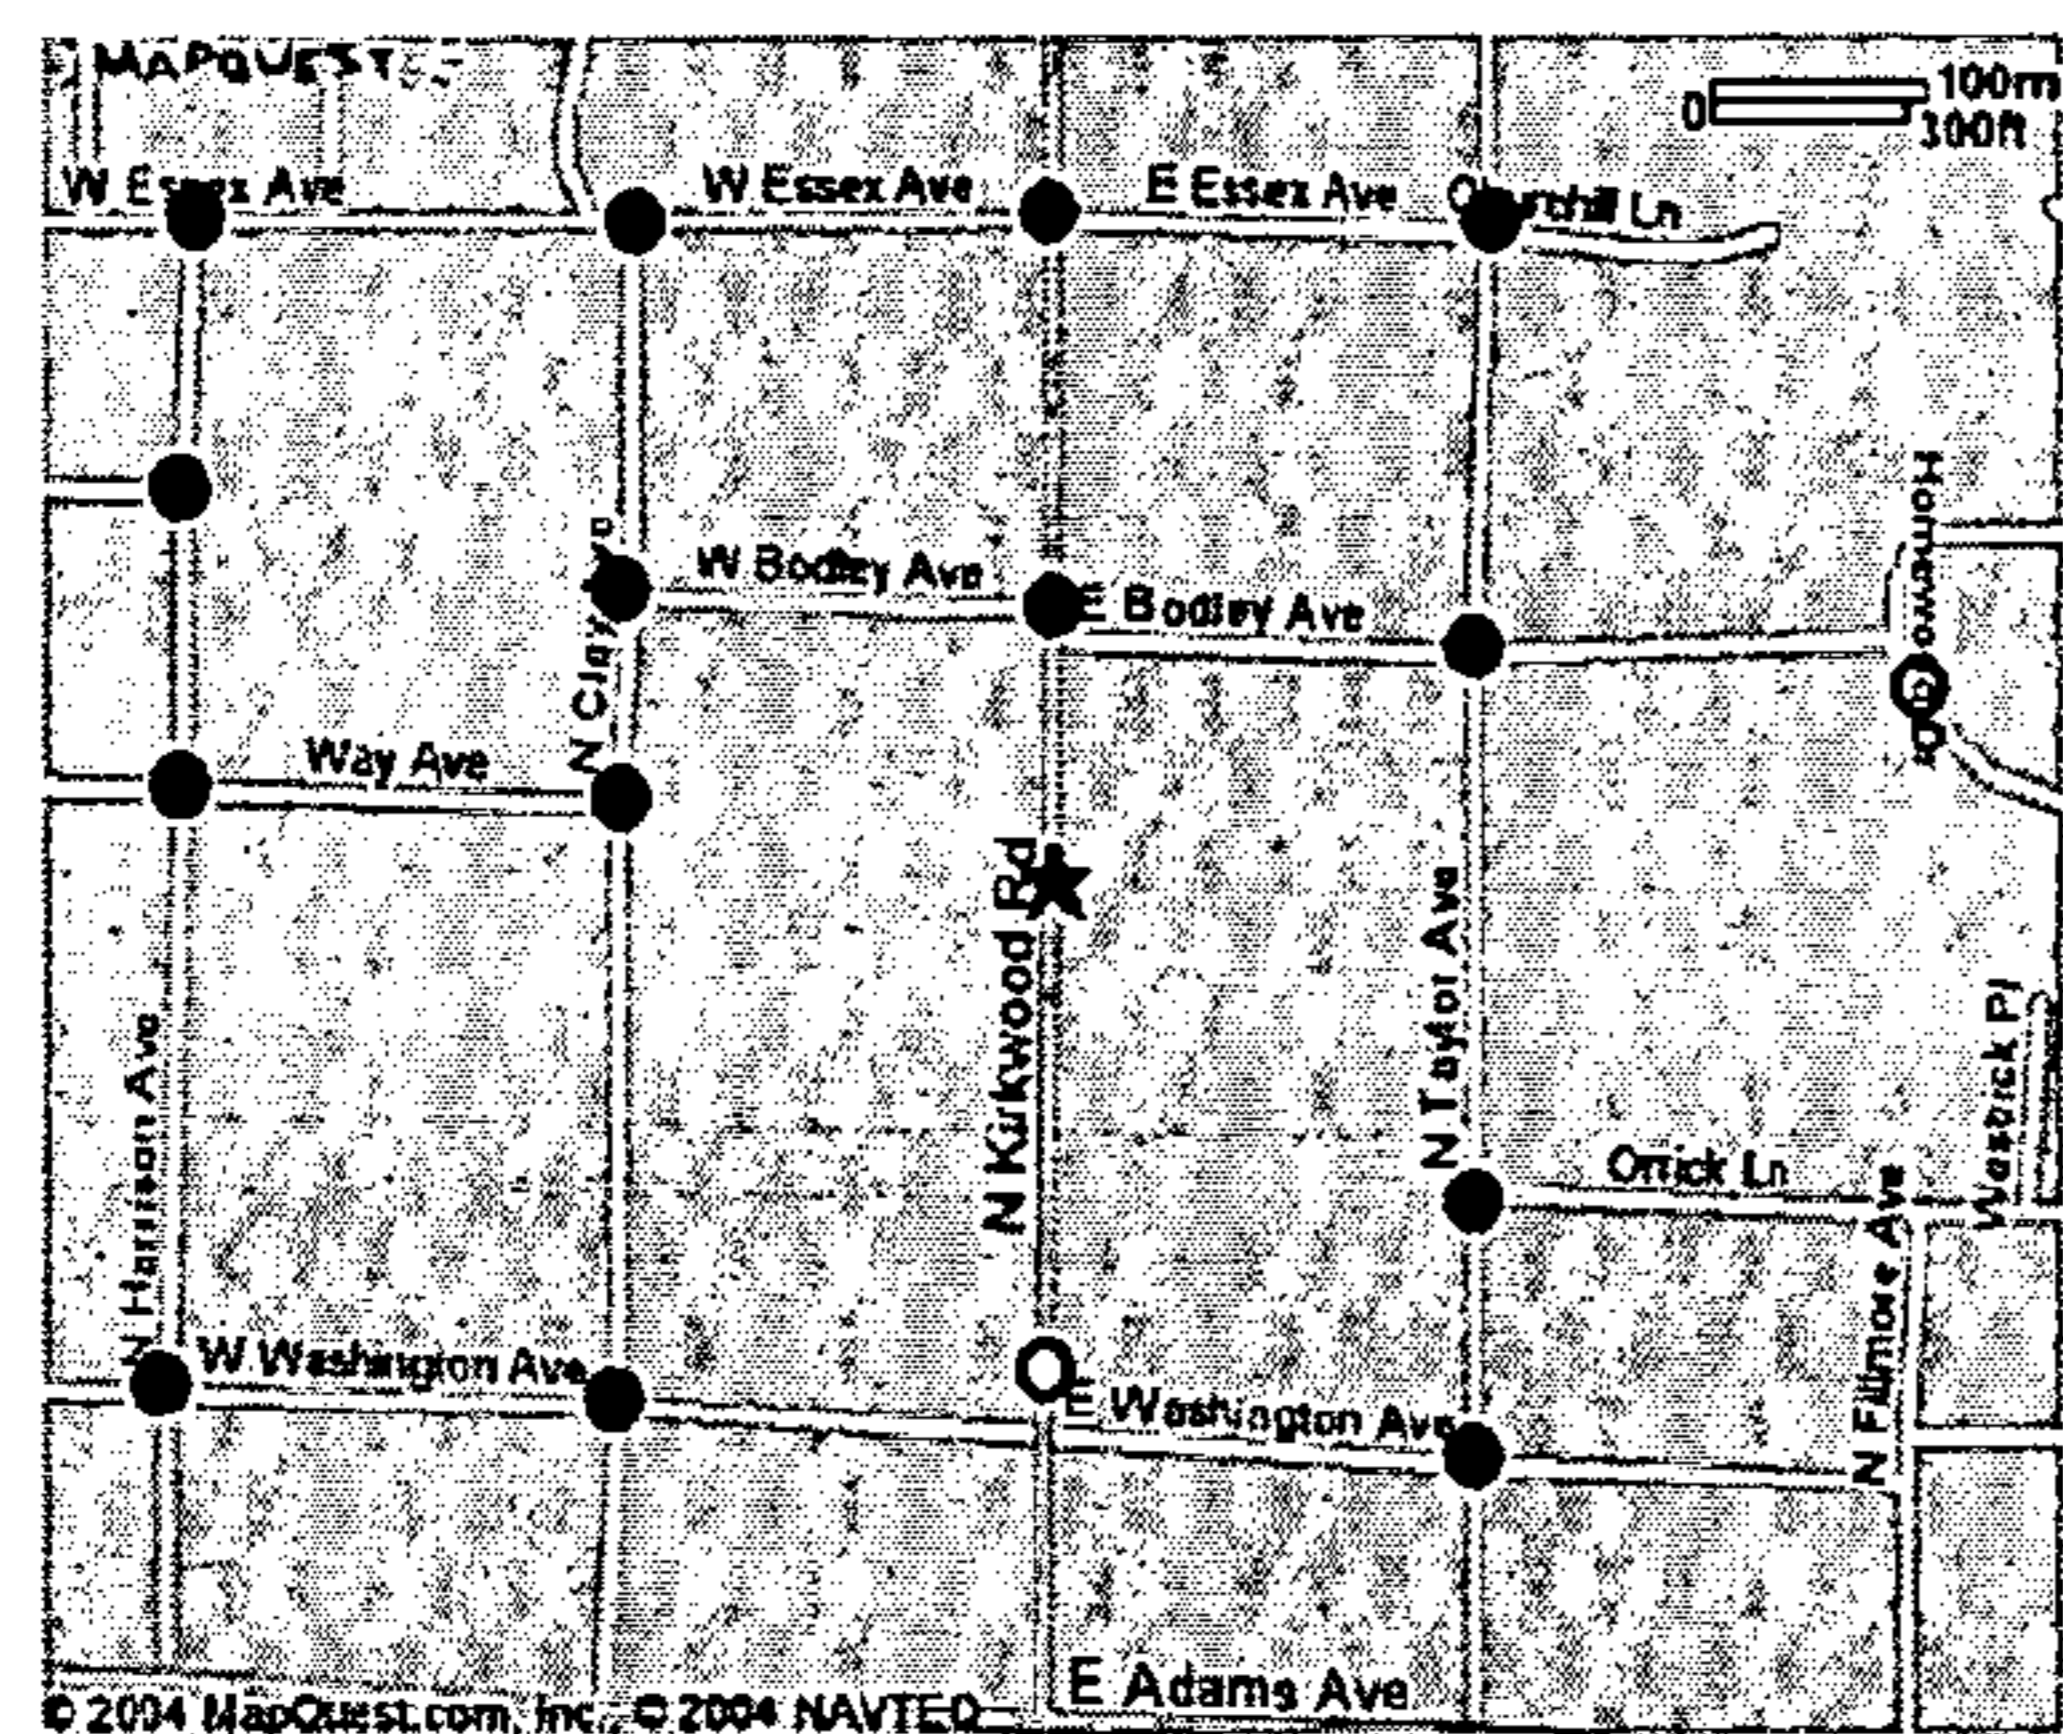 MAPQUEST
100m
0
300ft
W Essex Ave
W Essex Ave
E Essex Ave
Churchill Ln
W Bodley Ave
E Bodley Ave
N Clay Ave
Way Ave
N Kirkwood Rd
N Taylor Ave
N Harrison Ave
Orrick Ln
Westick Pl
N Fillmore Ave
W Washington Ave
E Washington Ave
E Adams Ave
© 2004 MapQuest.com, Inc.; © 2004 NAVTEQ